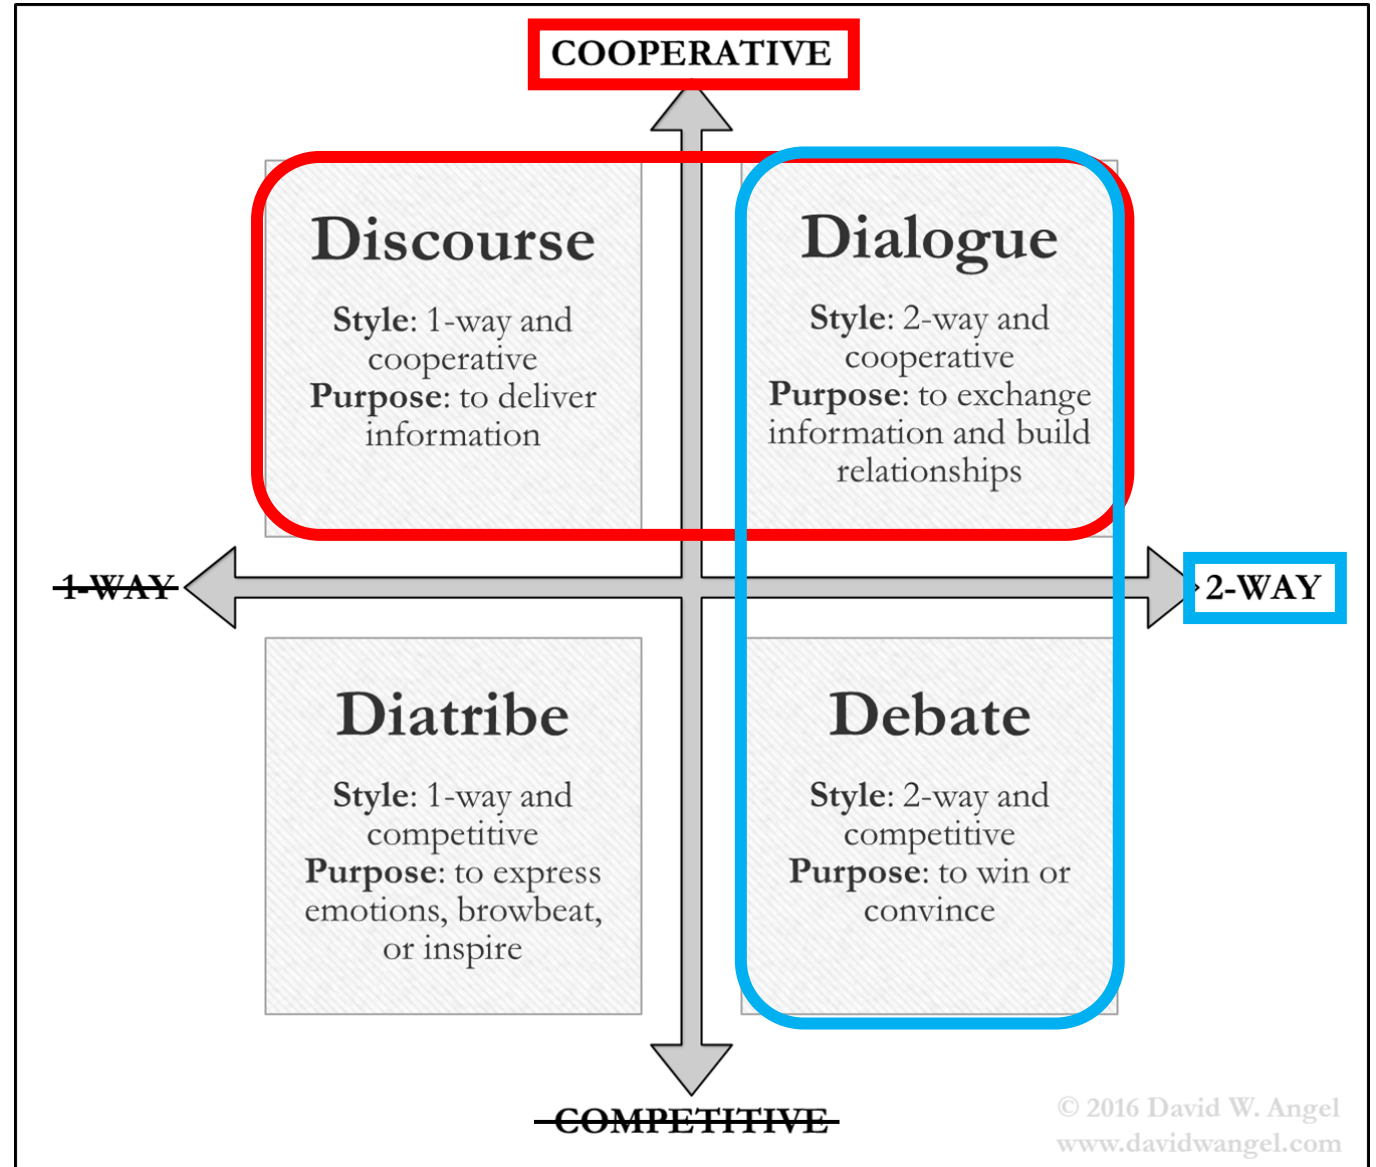 COOPERATIVE
Discourse
Style: 1-way and
cooperative
Purpose: to deliver
information
Dialogue
Style: 2-way and
cooperative
Purpose: to exchange
information and build
relationships
1-WAY
2-WAY
Diatribe
Style: 1-way and
competitive
Purpose: to express
emotions, browbeat,
or inspire
Debate
Style: 2-way and
competitive
Purpose: to win or
convince
COMPETITIVE
© 2016 David W. Angel
www.davidwangel.com